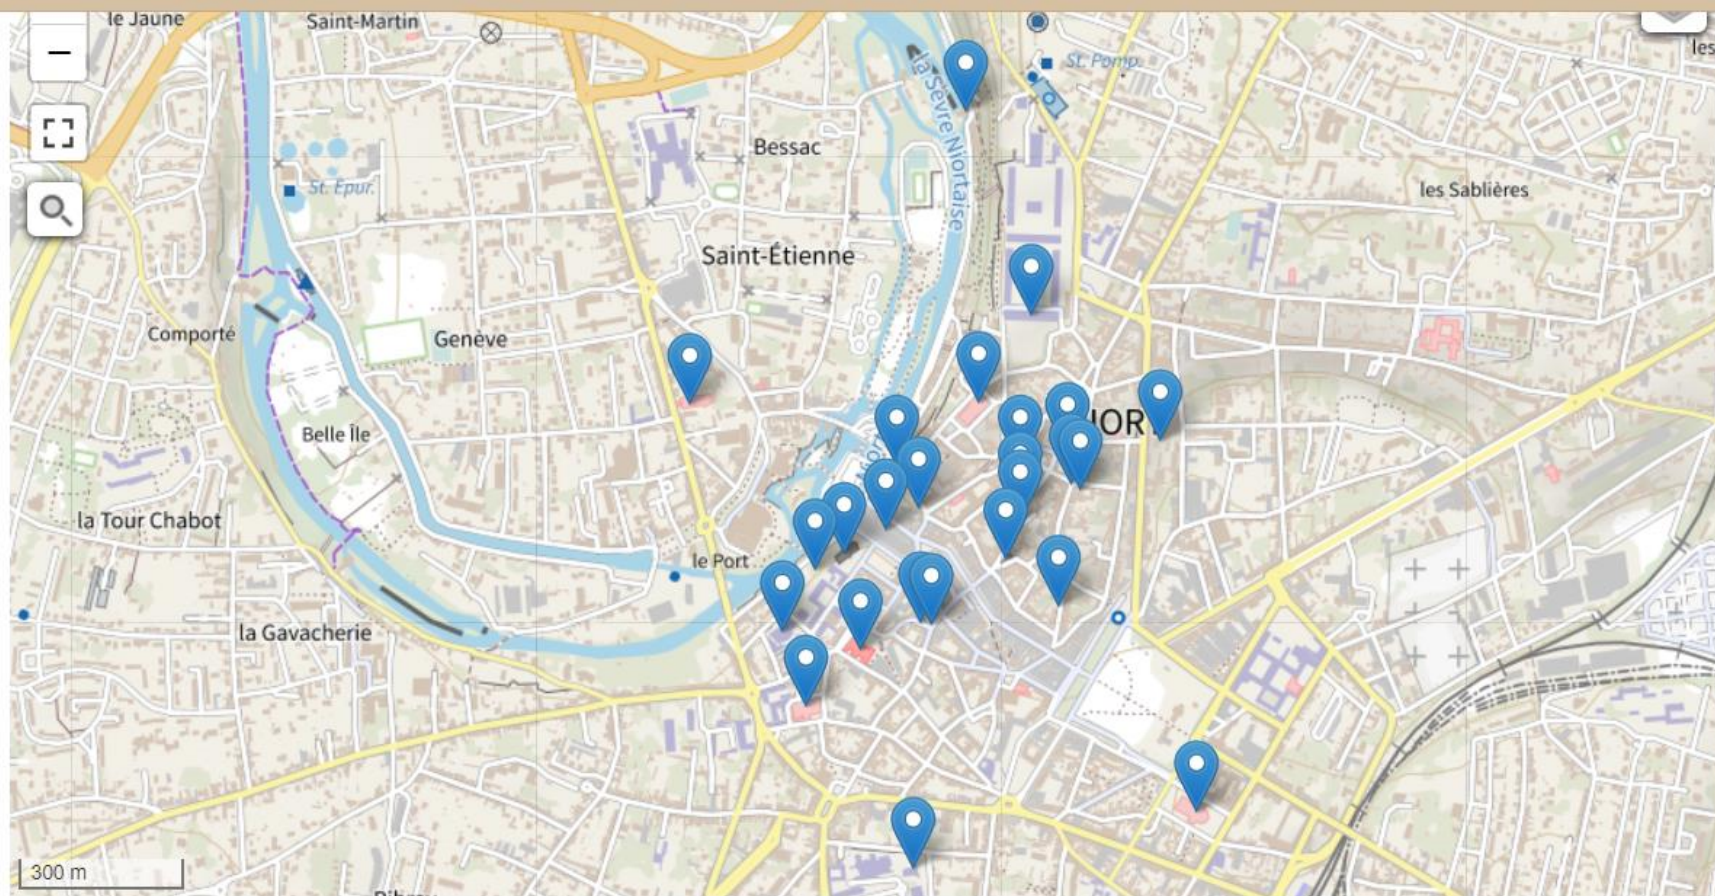 le Jaune
Saint-Martin
les
St. Pomp.
la Sèvre Niortaise
Bessac
St. Epur.
les Sablières
Saint-Étienne
Comporté
Genève
Belle Île
la Tour Chabot
le Port
la Gavacherie
300 m